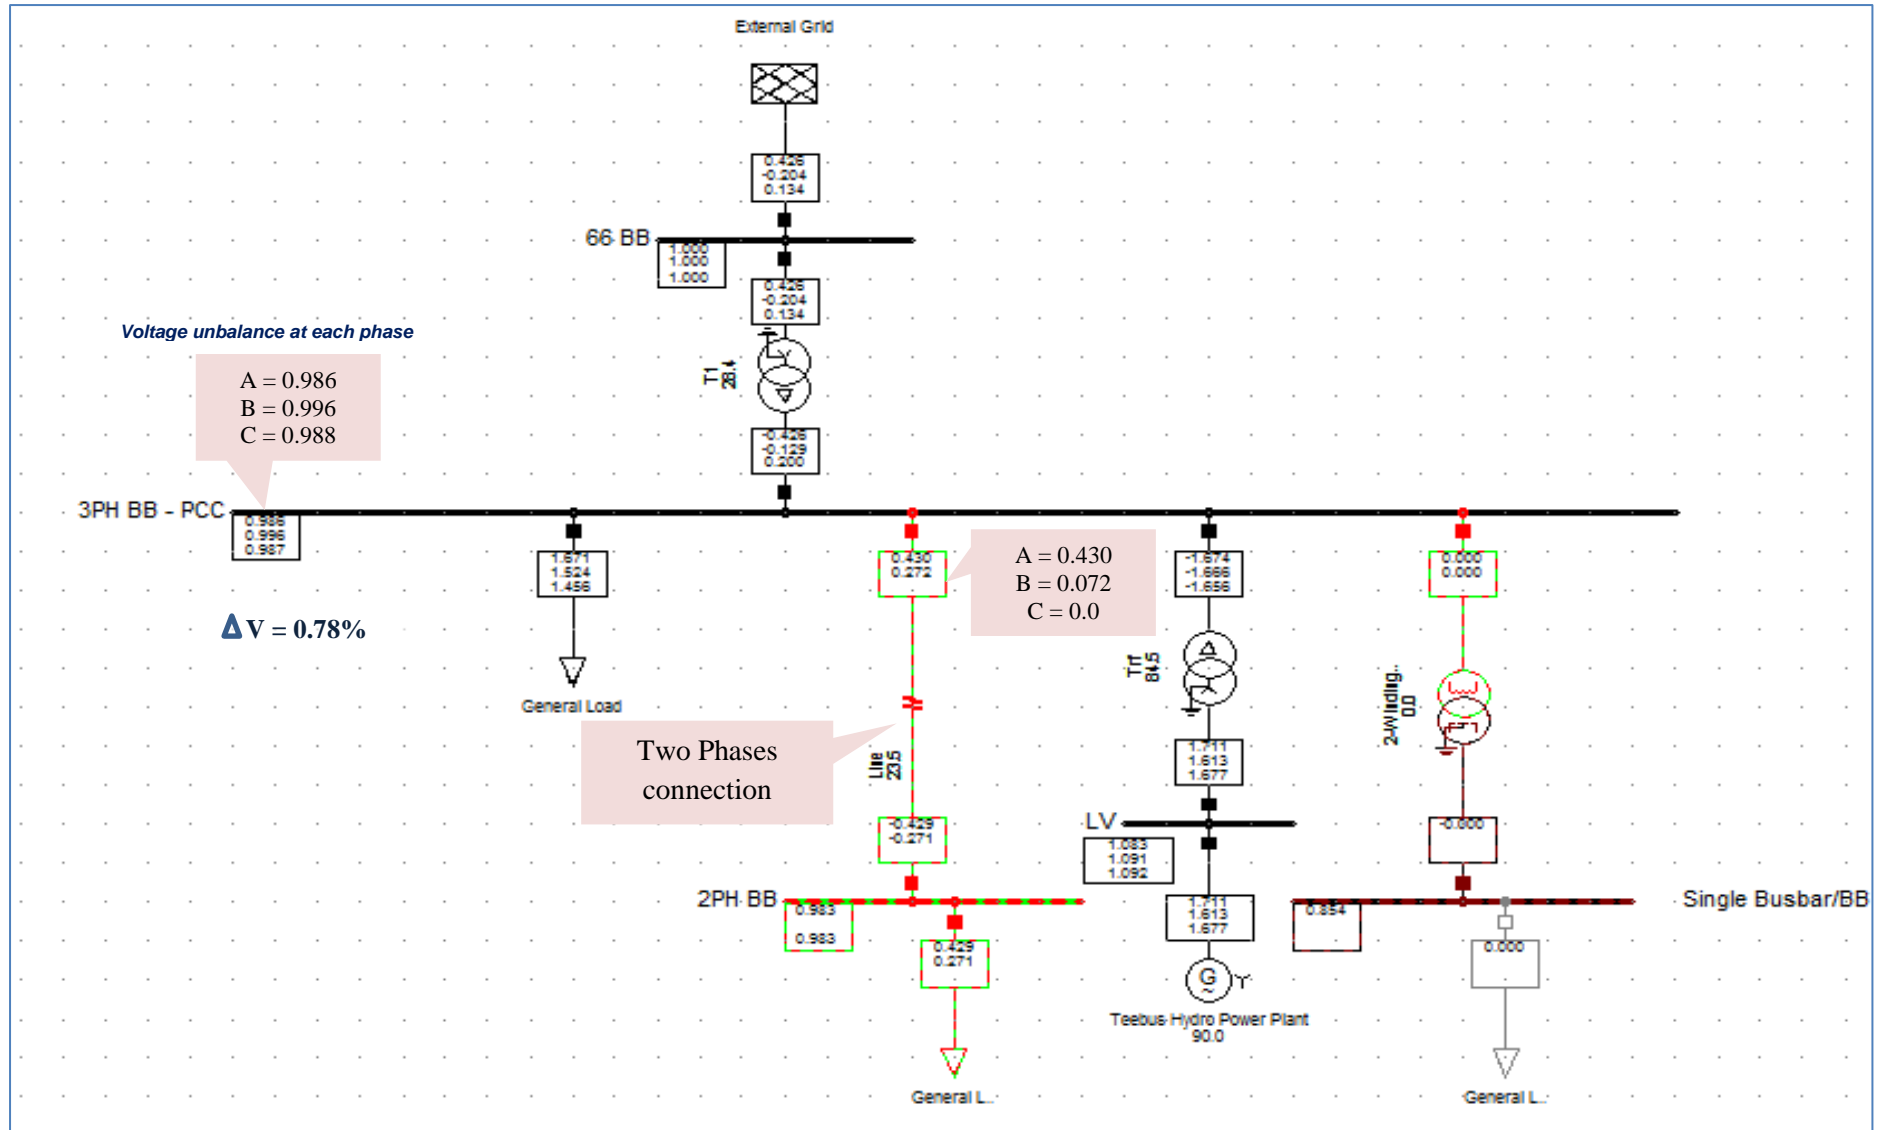 External Grid
0.426
-0.204
0.134
66 BB
1.000
1.000
1.000
0.426
-0.204
0.134
Voltage unbalance at each phase
A = 0.986
B = 0.996
C = 0.988
T1
28.4
-0.426
-0.129
0.200
3PH BB - PCC
0.986
0.996
0.987
Δ V = 0.78%
1.671
1.524
1.456
General Load
0.430
0.272
A = 0.430
B = 0.072
C = 0.0
-1.674
-1.666
-1.656
0.000
0.000
Two Phases
connection
Line
23.5
Trf
84.5
2-Winding..
0.0
1.711
1.613
1.677
-0.429
-0.271
-0.000
LV
1.083
1.091
1.092
2PH BB
0.983
0.983
0.429
0.271
General L..
1.711
1.613
1.677
G
~
Teebus Hydro Power Plant
90.0
Single Busbar/BB
0.854
0.000
General L..